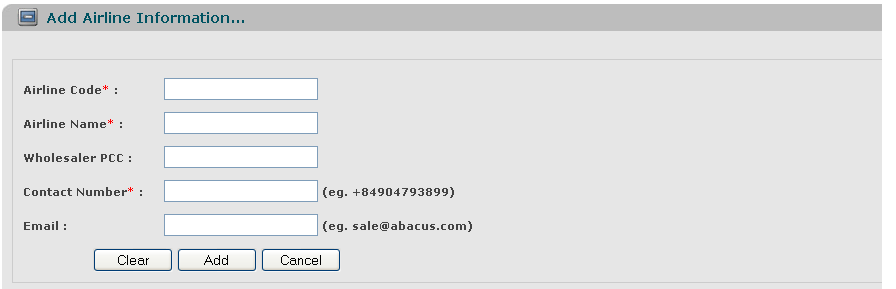 Add Airline Information...
Airline Code* :
Airline Name* :
Wholesaler PCC :
Contact Number* : (eg. +84904793899)
Email : (eg. sale@abacus.com)
Clear Add Cancel